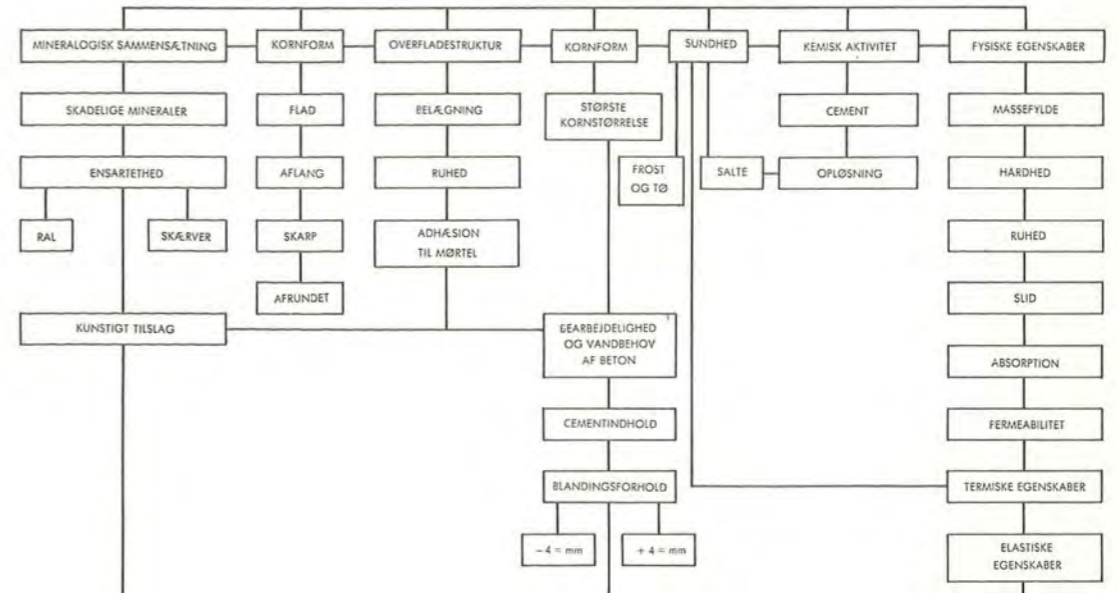 MINERALOGISK SAMMENSÆTNING
KORNFORM
OVERFLADESTRUKTUR
KORNFORM
SUNDHED
KEMISK AKTIVITET
FYSISKE EGENSKABER
SKADELIGE MINERALER
FLAD
BELÆGNING
STØRSTE
KORNSTØRRELSE
CEMENT
MASSEFYLDE
ENSARTETHED
AFLANG
RUHED
FROST
OG TØ
SALTE
OPLØSNING
HÅRDHED
RAL
SKÆRVER
SKARP
ADHÆSION
TIL MØRTEL
RUHED
AFRUNDET
SLID
KUNSTIGT TILSLAG
BEARBEJDELIGHED
OG VANDBEHOV
AF BETON
ABSORPTION
CEMENTINDHOLD
FERMEABILITET
BLANDINGSFORHOLD
TERMISKE EGENSKABER
– 4 = mm
+ 4 = mm
ELASTISKE
EGENSKABER